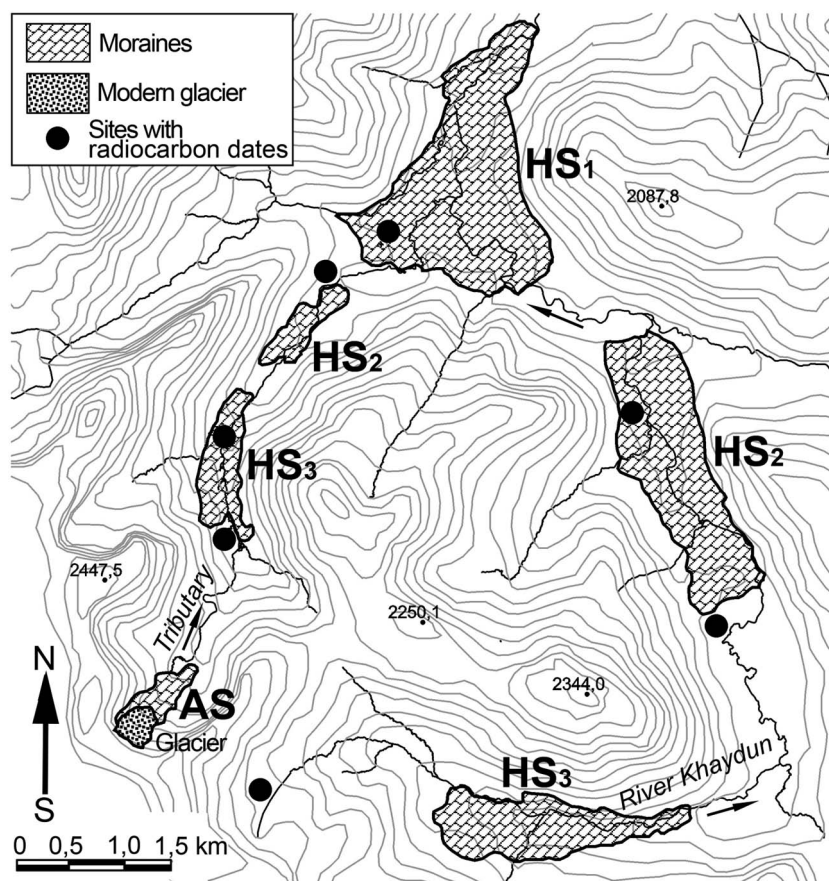 Moraines
Modern glacier
Sites with
radiocarbon dates
HS1
2087,8
HS2
HS3
HS2
2447,5
Tributary
2250,1
2344,0
AS
Glacier
N
S
HS3
River Khaydun
0 0,5 1,0 1,5 km